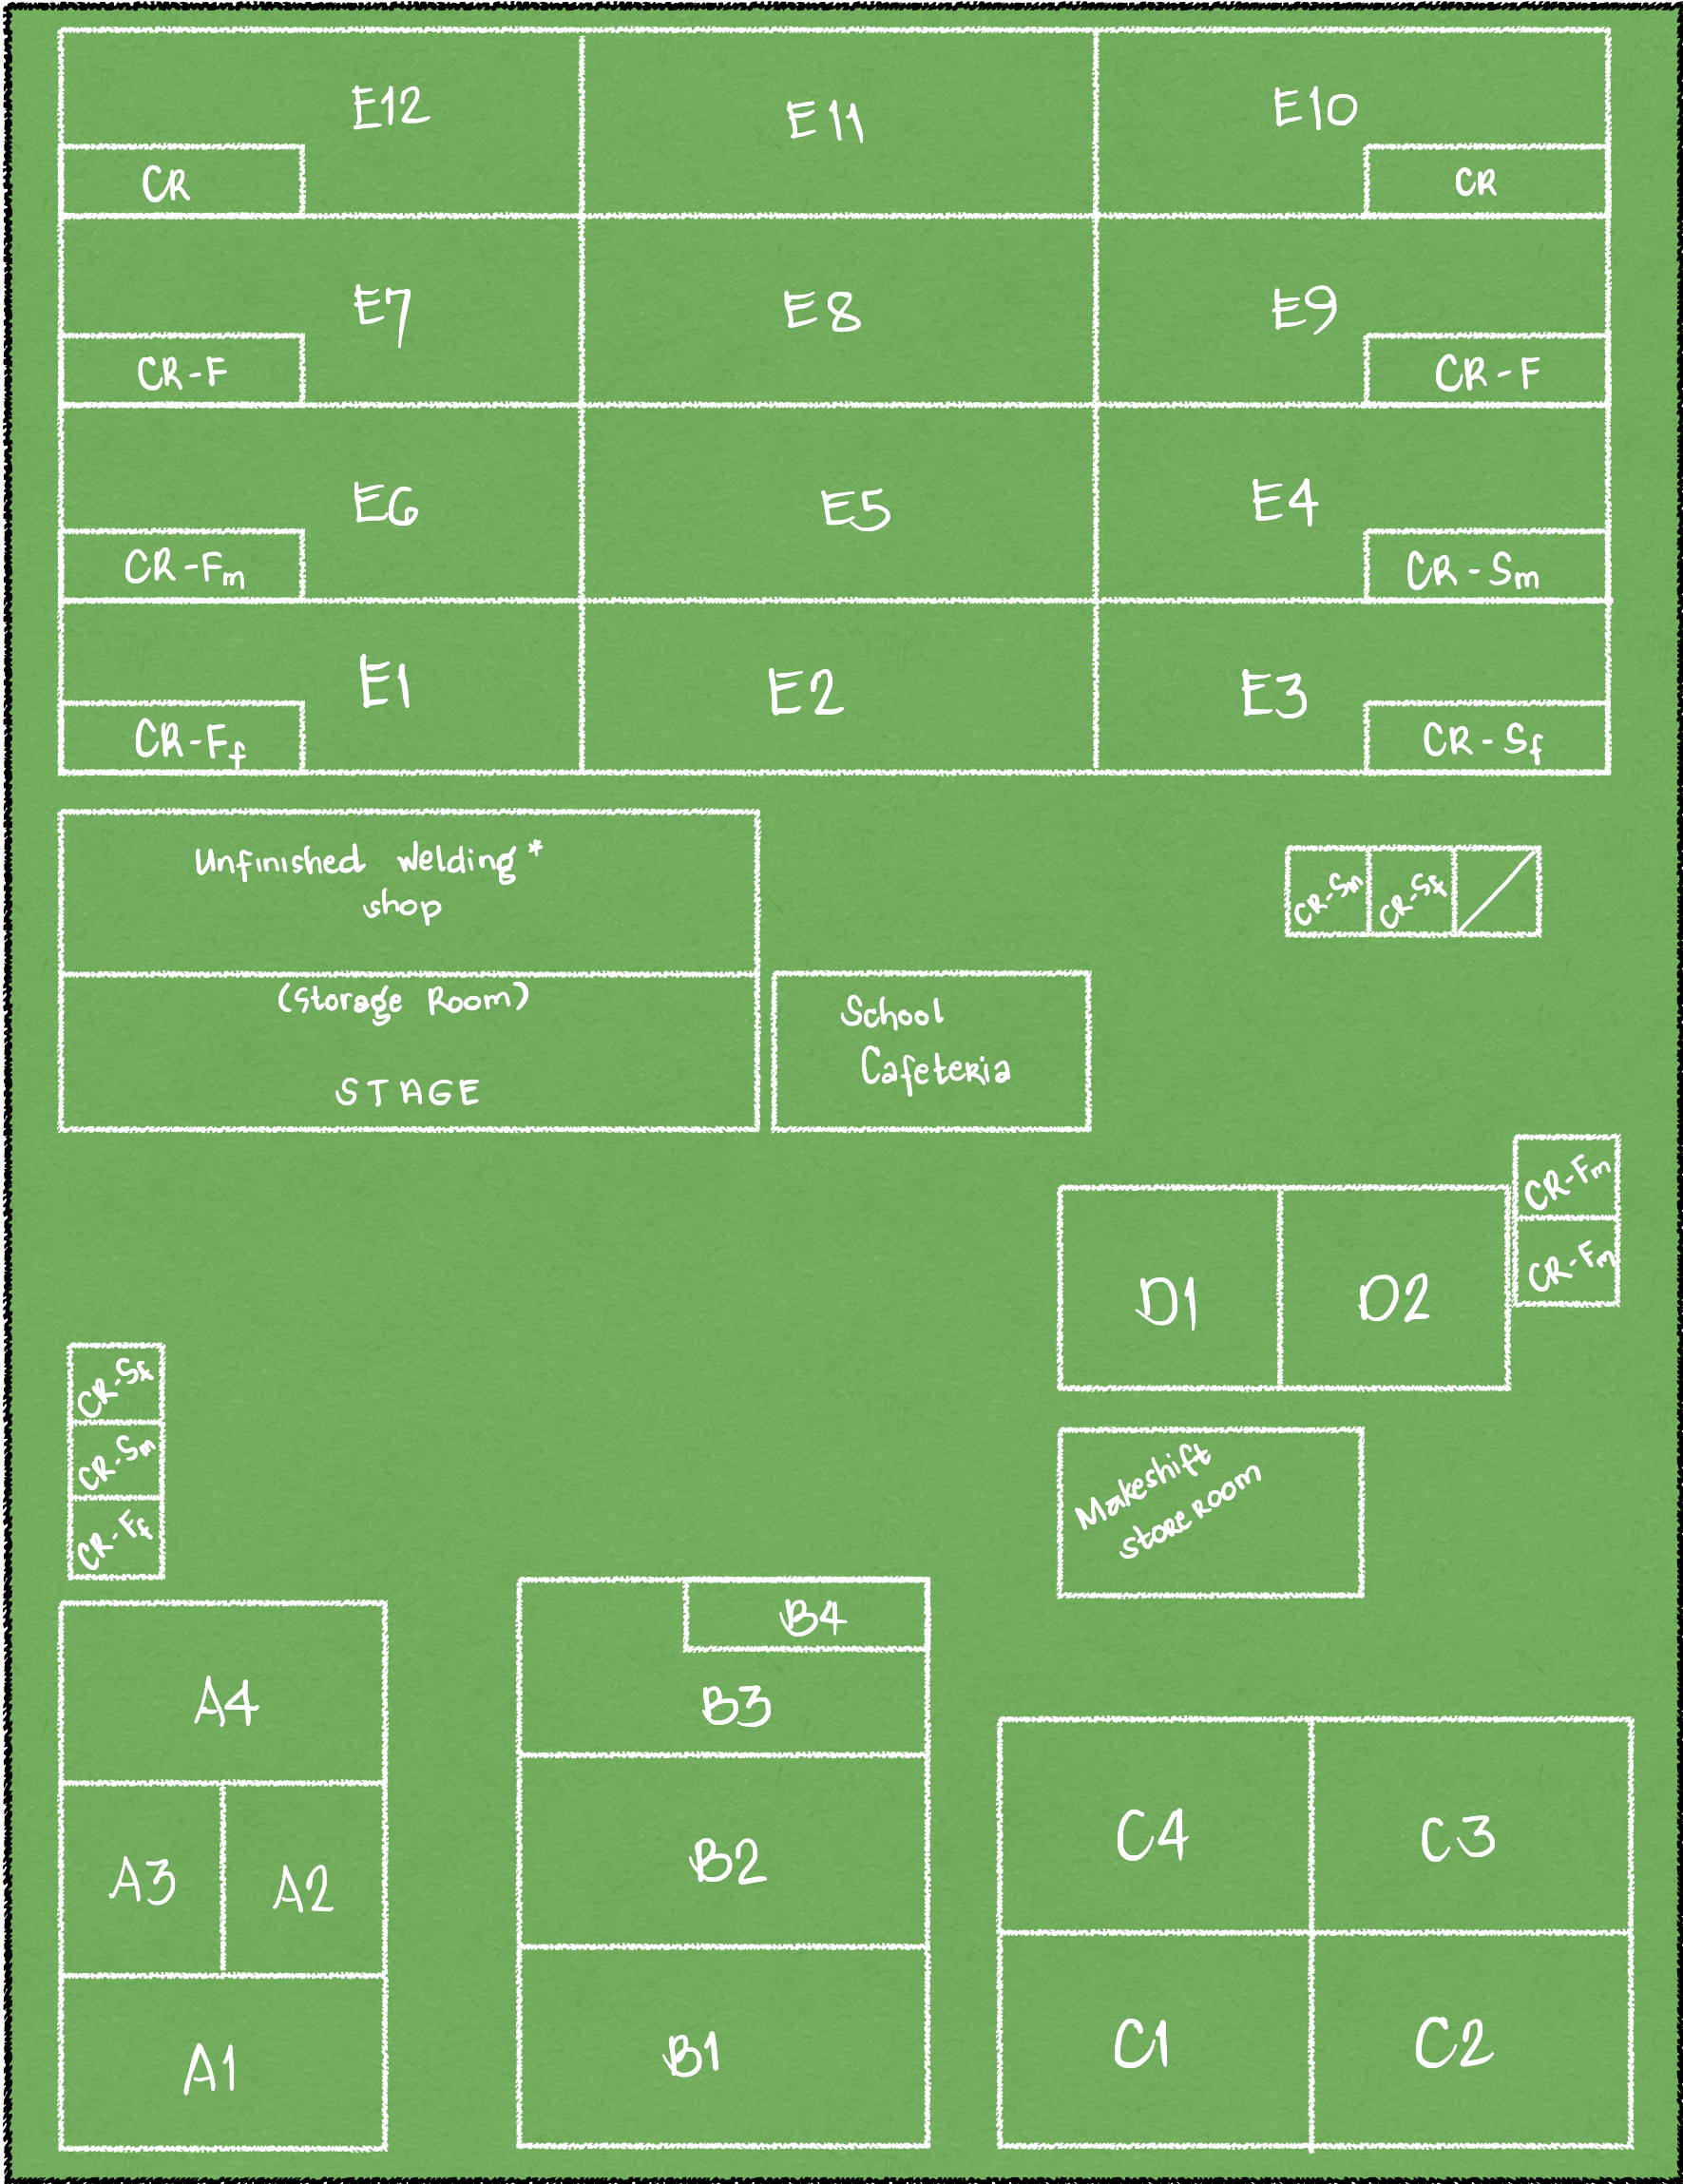 E12
E11
E10
CR
CR
E7
E8
E9
CR-F
CR-F
E6
E5
E4
CR-Fm
CR-Sm
E1
E2
E3
CR-Ff
CR-Sf
Unfinished Welding*
shop
CR-Sm
CR-Sf
(Storage Room)
STAGE
School
Cafeteria
CR-Fm
CR-Fm
D1
D2
CR-Sf
CR-Sm
CR-Ff
Makeshift
store room
B4
A4
B3
A3
A2
B2
C4
C3
A1
B1
C1
C2